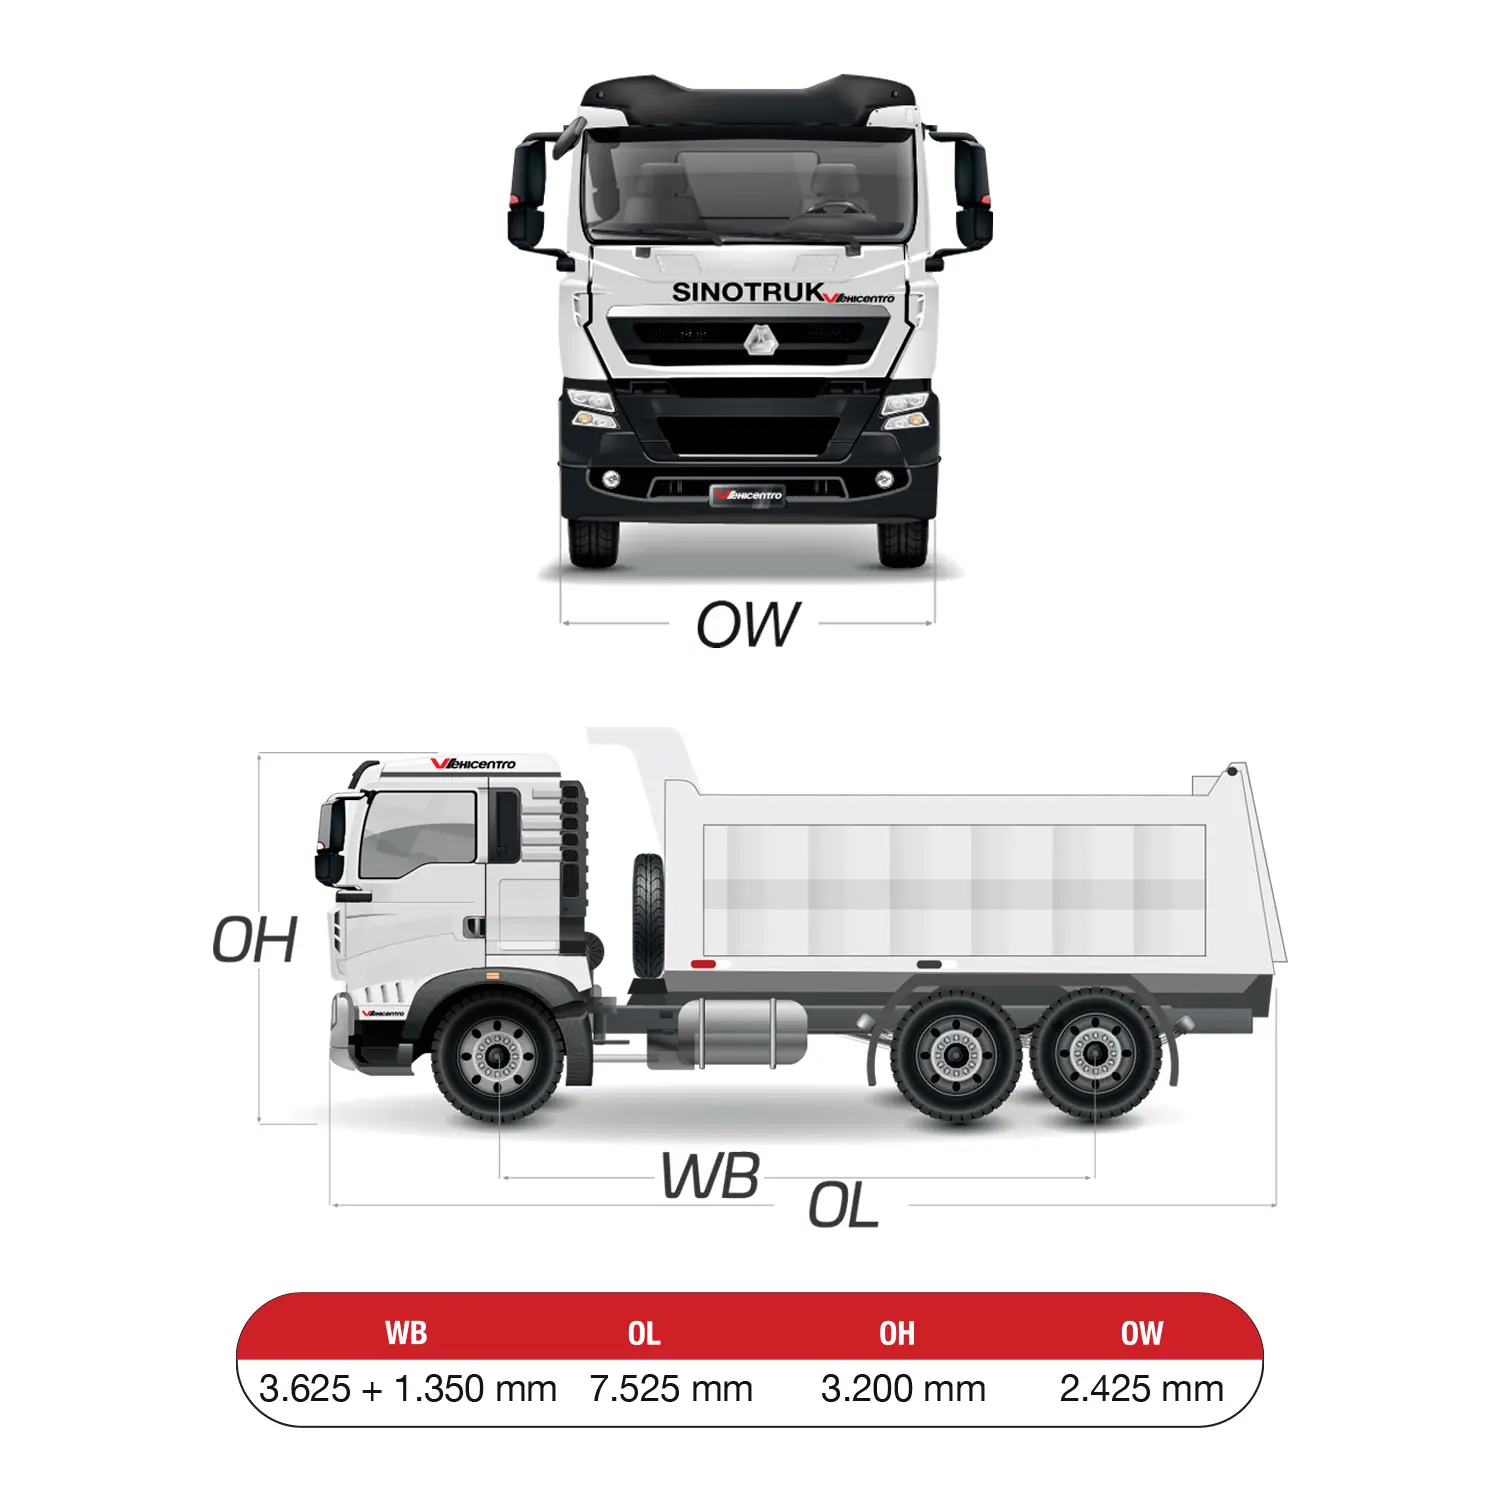 SINOTRUK VEHICENTRO
VEHICENTRO
OW
VEHICENTRO
OH
VEHICENTRO
WB
OL
WB OL OH OW
3.625 + 1.350 mm 7.525 mm 3.200 mm 2.425 mm